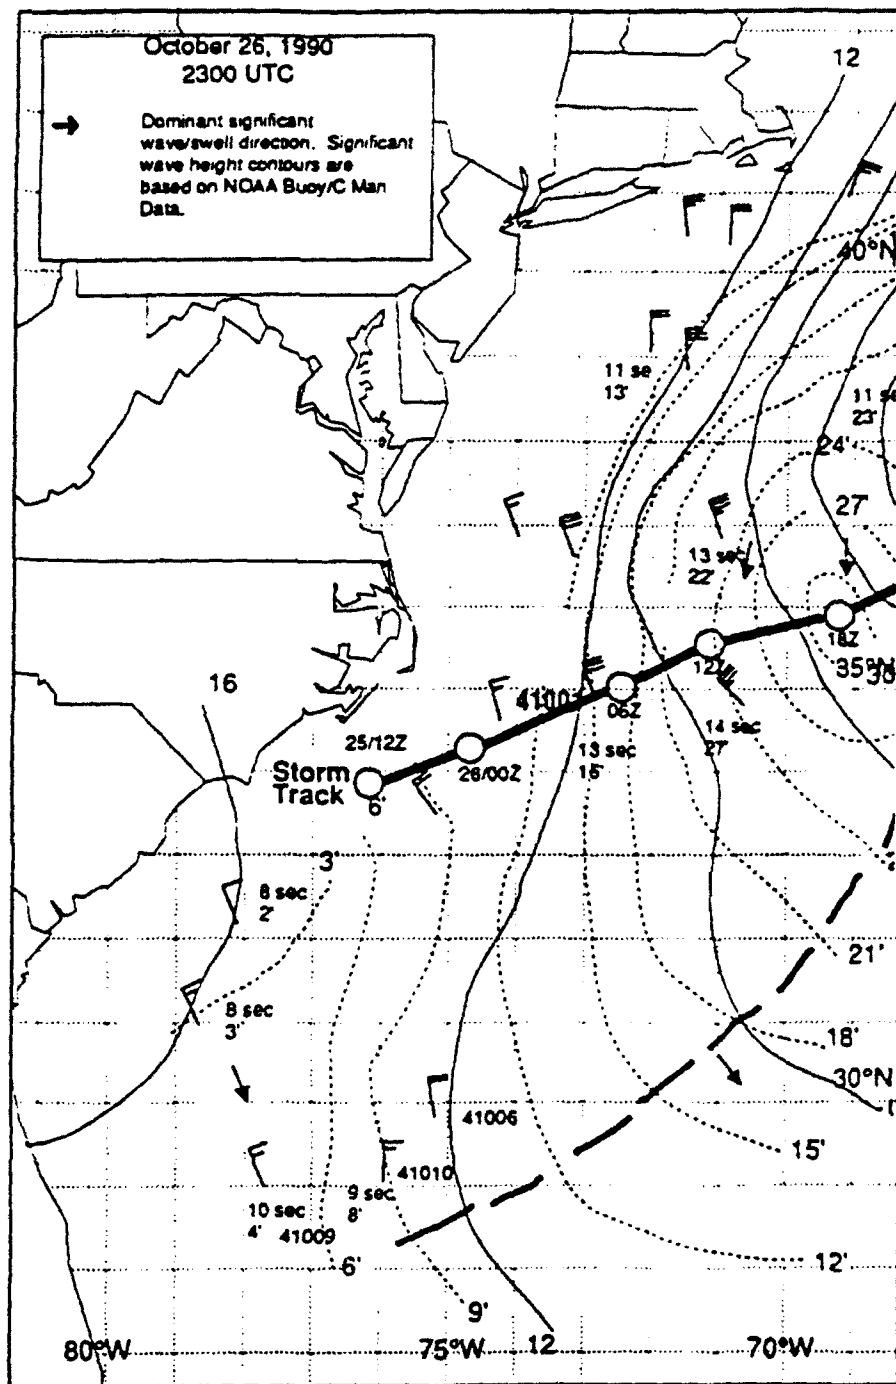 October 26, 1990
2300 UTC
Dominant significant
wave/swell direction. Significant
wave height contours are
based on NOAA Buoy/C Man
Data.
12
40°N
11 se
13'
11 se
23'
24'
27'
13 sec
22'
18Z
12Z
35°N
16
4100
06Z
14 sec
27'
13 sec
15'
25/12Z
26/00Z
Storm
Track
6'
3'
8 sec
2'
21'
8 sec
3'
18'
30°N
41006
15'
41010
9 sec
8'
10 sec
4'
41009
6'
12'
9'
80°W
75°W
12
70°W